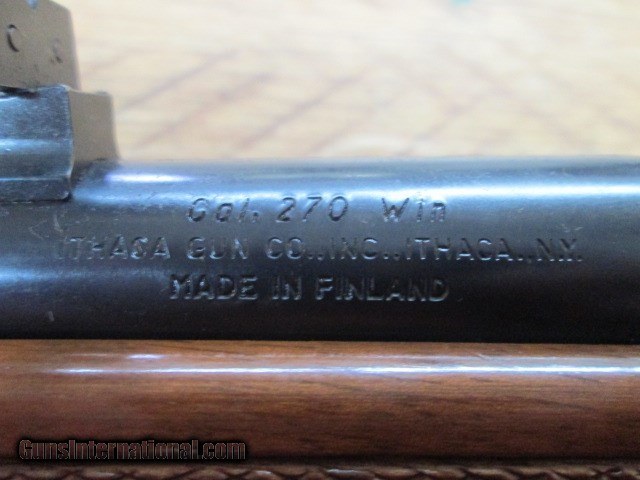 C R
Cal. 270 Win
ITHACA GUN CO., INC., ITHACA., N.Y.
MADE IN FINLAND
GunsInternational.com